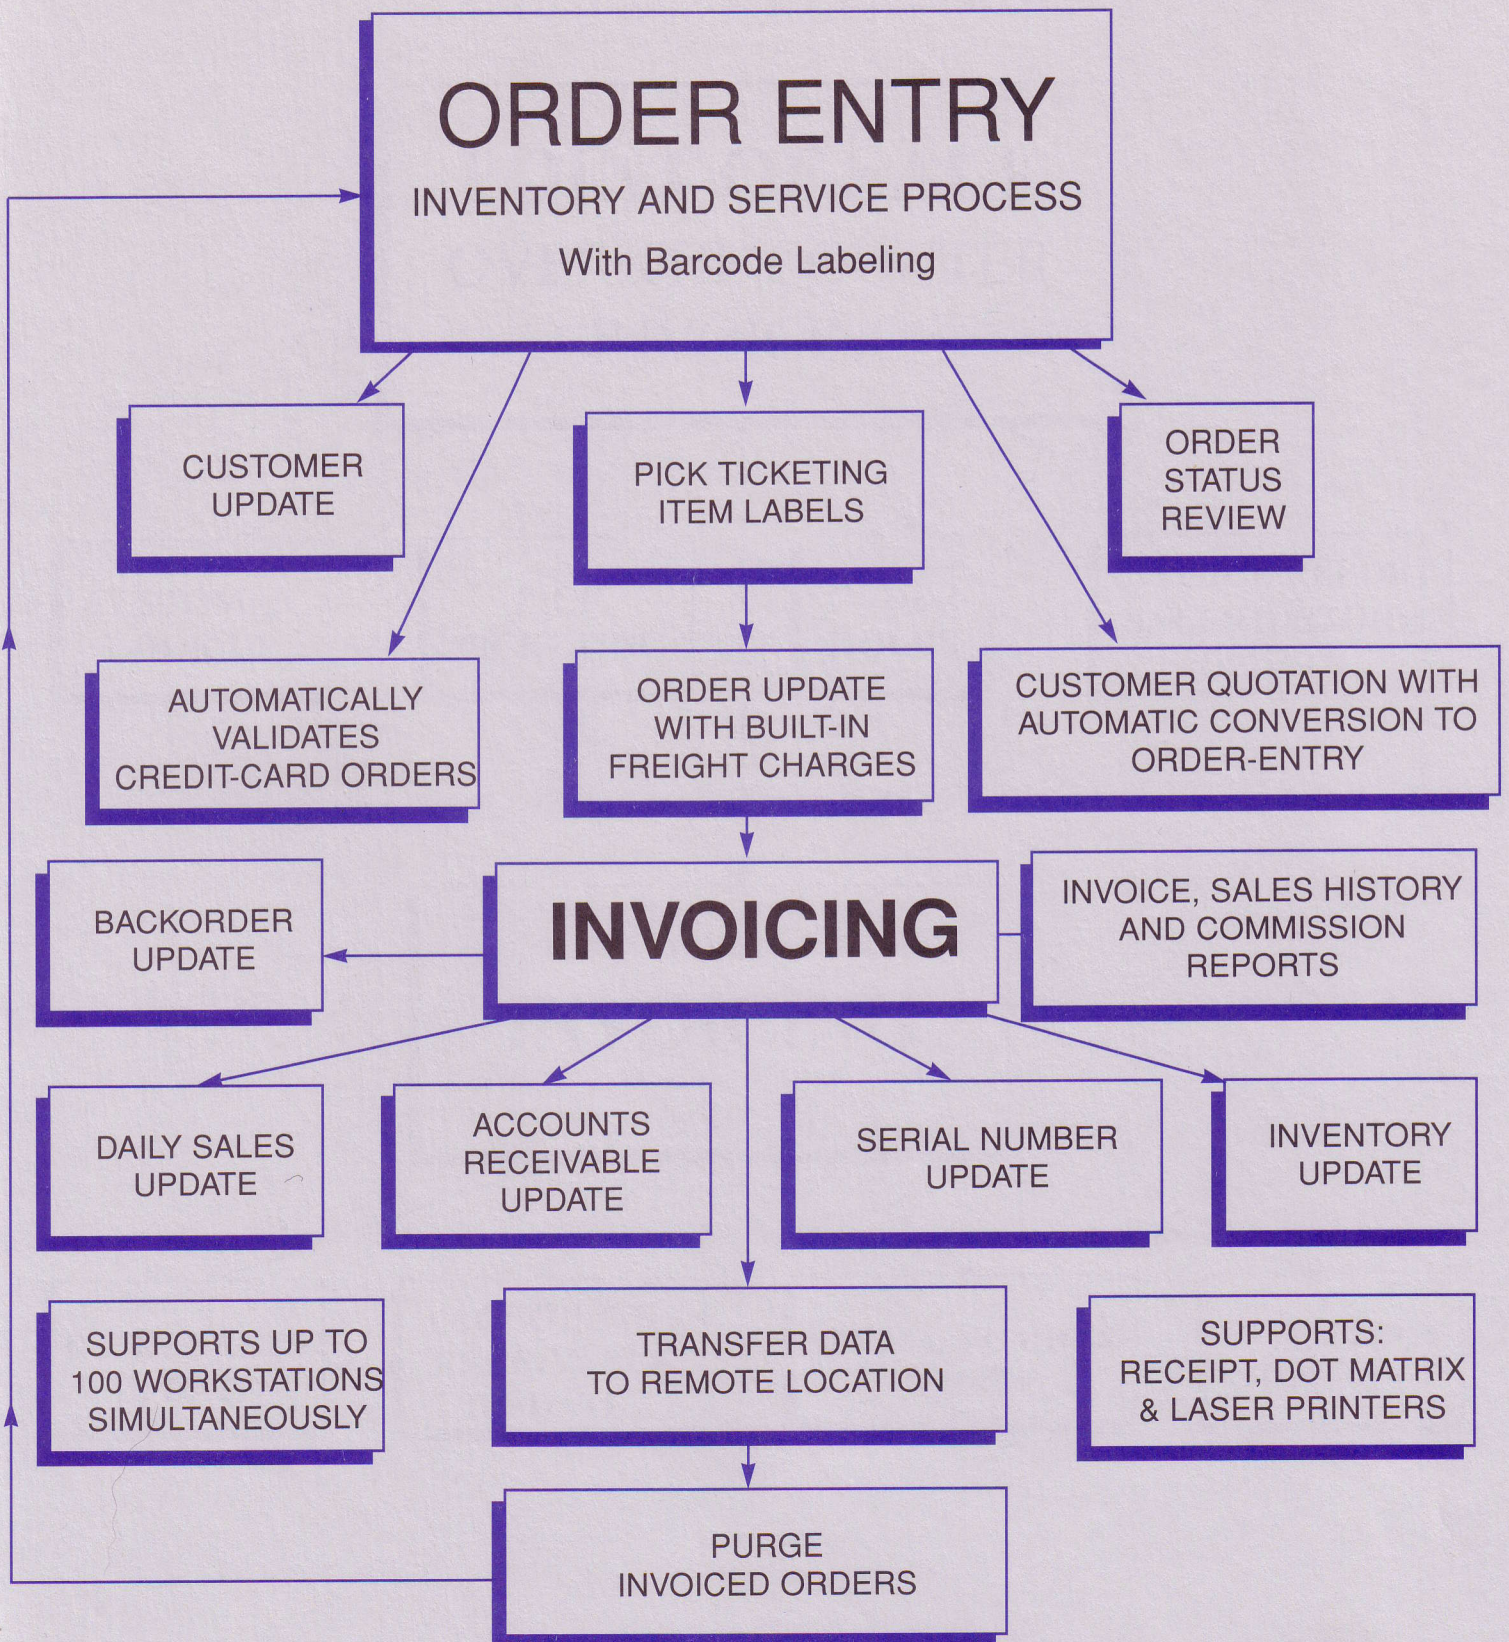 ORDER ENTRY
INVENTORY AND SERVICE PROCESS
With Barcode Labeling
CUSTOMER
UPDATE
PICK TICKETING
ITEM LABELS
ORDER
STATUS
REVIEW
AUTOMATICALLY
VALIDATES
CREDIT-CARD ORDERS
ORDER UPDATE
WITH BUILT-IN
FREIGHT CHARGES
CUSTOMER QUOTATION WITH
AUTOMATIC CONVERSION TO
ORDER-ENTRY
BACKORDER
UPDATE
INVOICING
INVOICE, SALES HISTORY
AND COMMISSION
REPORTS
DAILY SALES
UPDATE
ACCOUNTS
RECEIVABLE
UPDATE
SERIAL NUMBER
UPDATE
INVENTORY
UPDATE
SUPPORTS UP TO
100 WORKSTATIONS
SIMULTANEOUSLY
TRANSFER DATA
TO REMOTE LOCATION
SUPPORTS:
RECEIPT, DOT MATRIX
& LASER PRINTERS
PURGE
INVOICED ORDERS